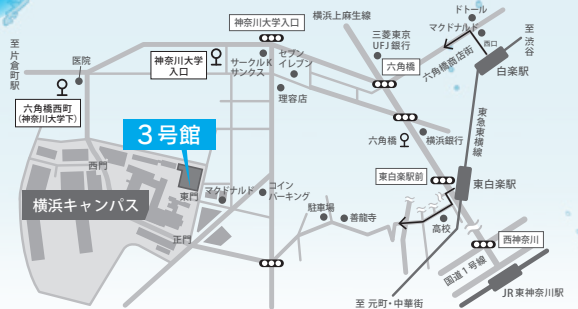 神奈川大学入口
横浜上麻生線
ドトール
マクドナルド
西口
至
渋
谷
至
片
倉
町
駅
医院
神奈川大学
入口
サークルK
サンクス
セブン
イレブン
三菱東京
UFJ銀行
六角橋
六角橋商店街
白楽駅
六角橋西町
(神奈川大学下)
理容店
3号館
六角橋
横浜銀行
東急東横線
西門
東門
マクドナルド
コイン
パーキング
東白楽駅前
東白楽駅
横浜キャンパス
駐車場
善龍寺
高校
正門
西神奈川
国道1号線
JR東神奈川駅
至 元町・中華街